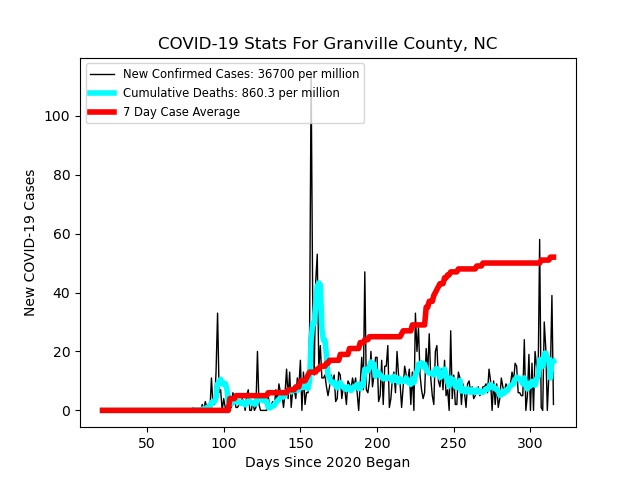 COVID-19 Stats For Granville County, NC
New Confirmed Cases: 36700 per million
Cumulative Deaths: 860.3 per million
7 Day Case Average
New COVID-19 Cases
100
80
60
40
20
0
50 100 150 200 250 300
Days Since 2020 Began